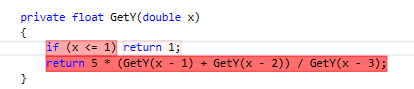 private float GetY(double x)
{
if (x <= 1) return 1;
return 5 * (GetY(x - 1) + GetY(x - 2)) / GetY(x - 3);
}